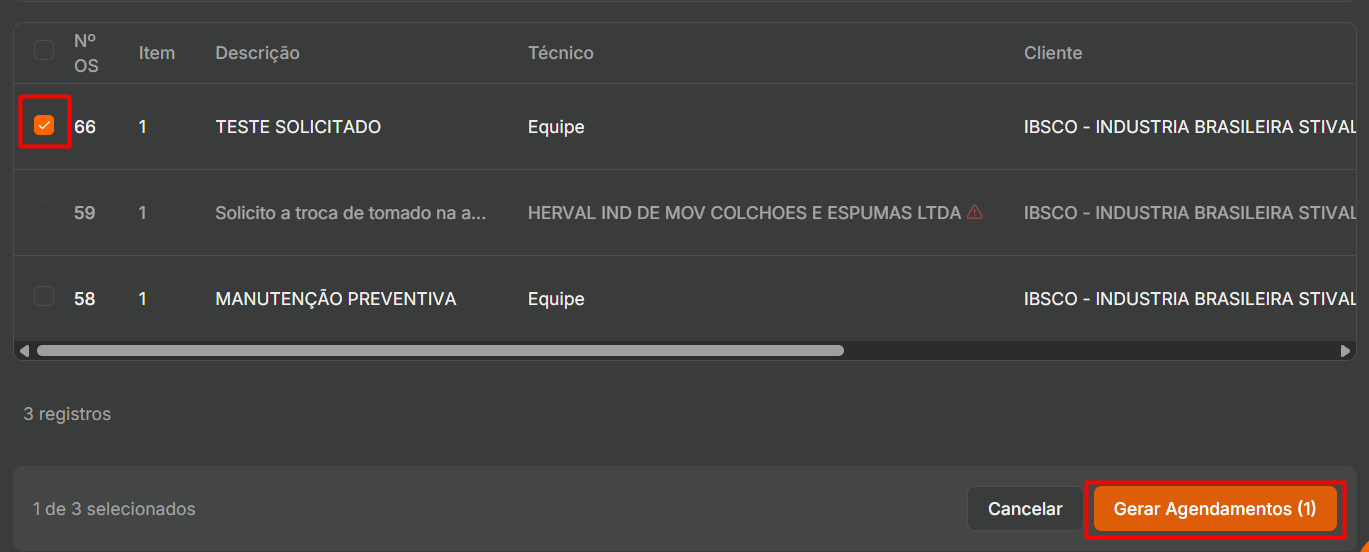 Nº OS Item Descrição Técnico Cliente
66 1 TESTE SOLICITADO Equipe IBSCO - INDUSTRIA BRASILEIRA STIVAL
59 1 Solicito a troca de tomado na a... HERVAL IND DE MOV COLCHOES E ESPUMAS LTDA IBSCO - INDUSTRIA BRASILEIRA STIVAL
58 1 MANUTENÇÃO PREVENTIVA Equipe IBSCO - INDUSTRIA BRASILEIRA STIVAL
3 registros
1 de 3 selecionados Cancelar Gerar Agendamentos (1)